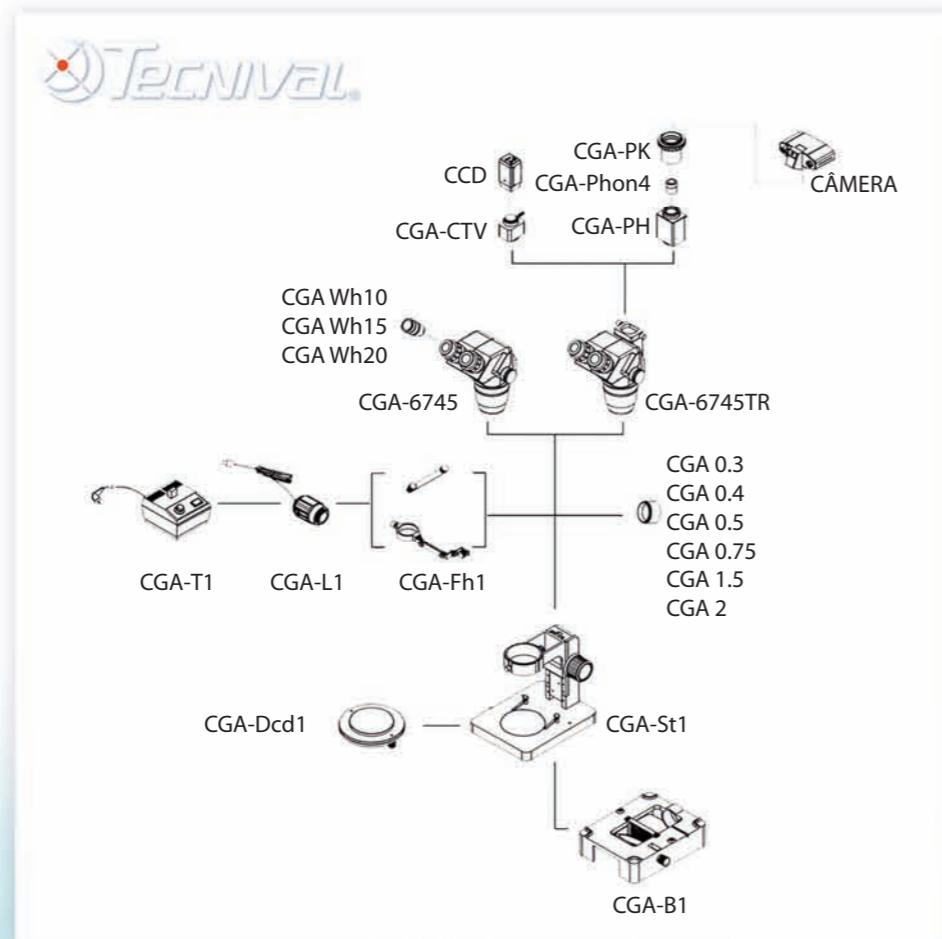 TECNIVAL®
CGA-PK
CCD
CGA-Phon4
CÂMERA
CGA-CTV
CGA-PH
CGA Wh10
CGA Wh15
CGA Wh20
CGA-6745
CGA-6745TR
CGA 0.3
CGA 0.4
CGA 0.5
CGA 0.75
CGA 1.5
CGA 2
CGA-T1
CGA-L1
CGA-Fh1
CGA-Dcd1
CGA-St1
CGA-B1